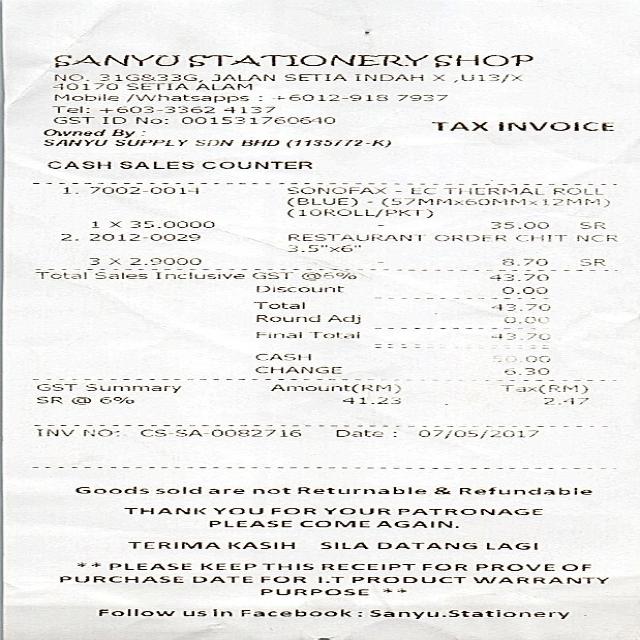 SANYU STATIONERY SHOP
NO. 31G&33G, JALAN SETIA INDAH X ,U13/X
40170 SETIA ALAM
Mobile /Whatsapps : +6012-918 7937
Tel: +603-3362 4137
GST ID No: 001531760640
TAX INVOICE
Owned By :
SANYU SUPPLY SDN BHD (1135772-K)
CASH SALES COUNTER
1. 7002-0014 SONOFAX - EC THERMAL ROLL
(BLUE) - (57MMx60MMx12MM)
(10ROLL/PKT)
1 X 35.0000 - 35.00 SR
2. 2012-0029 RESTAURANT ORDER CHIT NCR
3.5"x6"
3 X 2.9000 - 8.70 SR
Total Sales Inclusive GST @6% 43.70
Discount 0.00
Total 43.70
Round Adj 0.00
Final Total 43.70
CASH 50.00
CHANGE 6.30
GST Summary Amount(RM) Tax(RM)
SR @ 6% 41.23 2.47
INV NO: CS-SA-0082716 Date : 07/05/2017
Goods sold are not Returnable & Refundable
THANK YOU FOR YOUR PATRONAGE
PLEASE COME AGAIN.
TERIMA KASIH SILA DATANG LAGI
** PLEASE KEEP THIS RECEIPT FOR PROVE OF
PURCHASE DATE FOR I.T PRODUCT WARRANTY
PURPOSE **
Follow us in Facebook : Sanyu.Stationery